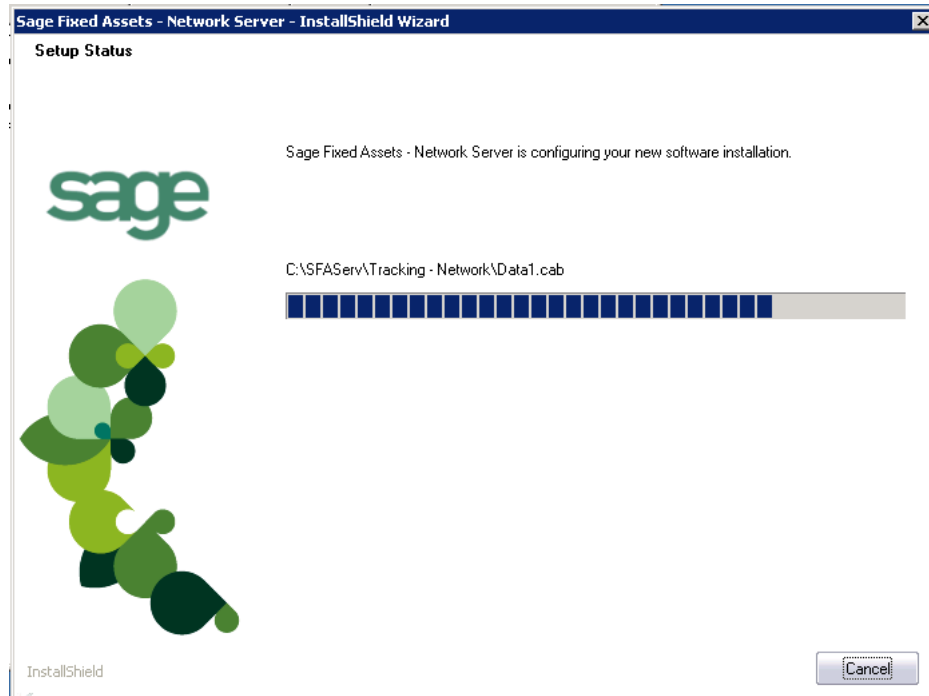 Sage Fixed Assets - Network Server - InstallShield Wizard
Setup Status
Sage Fixed Assets - Network Server is configuring your new software installation.
sage
C:\SFAServ\Tracking - Network\Data1.cab
InstallShield
Cancel